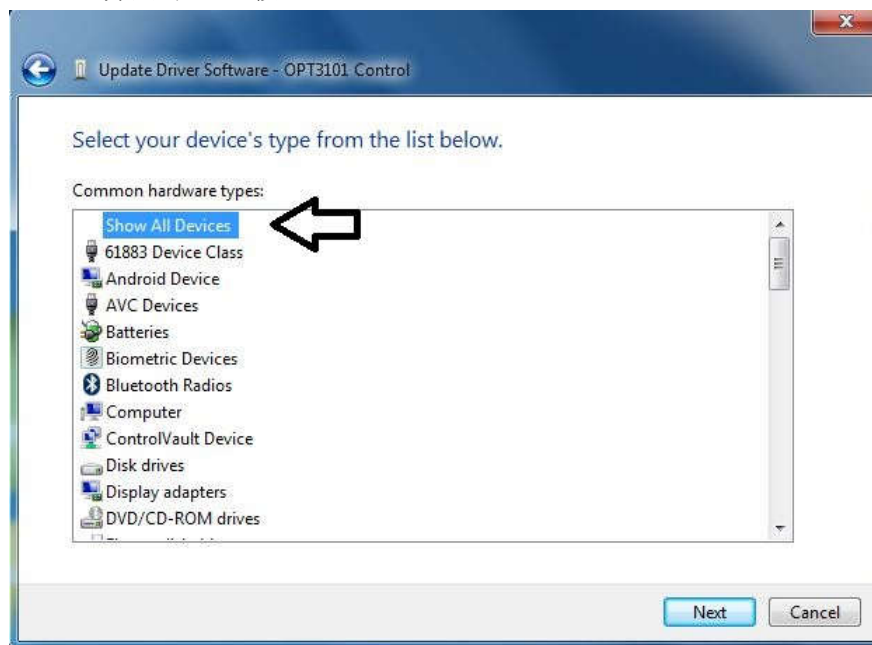 Update Driver Software - OPT3101 Control
Select your device's type from the list below.
Common hardware types:
Show All Devices
61883 Device Class
Android Device
AVC Devices
Batteries
Biometric Devices
Bluetooth Radios
Computer
ControlVault Device
Disk drives
Display adapters
DVD/CD-ROM drives
Next
Cancel